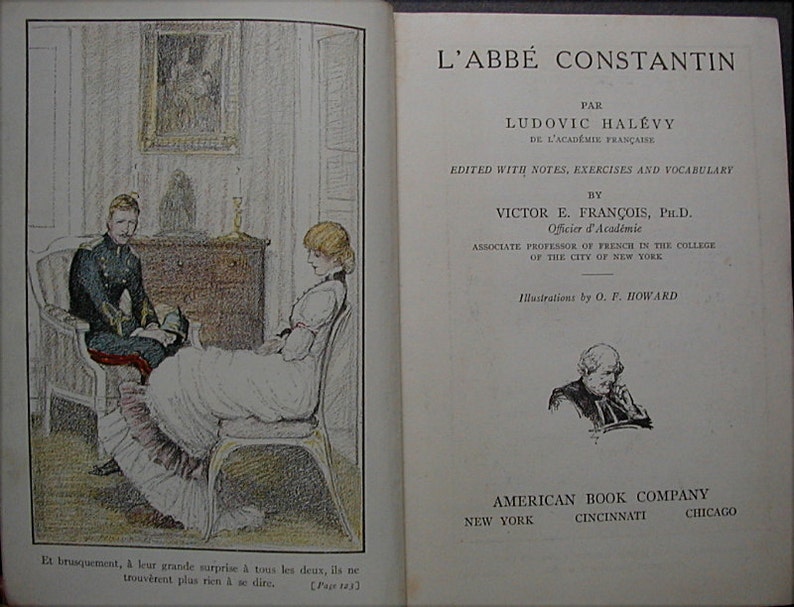 Et brusquement, à leur grande surprise à tous les deux, ils ne
trouvèrent plus rien à se dire. [Page 123]
L'ABBÉ CONSTANTIN
PAR
LUDOVIC HALÉVY
DE L'ACADÉMIE FRANÇAISE
EDITED WITH NOTES, EXERCISES AND VOCABULARY
BY
VICTOR E. FRANÇOIS, PH.D.
Officier d'Académie
ASSOCIATE PROFESSOR OF FRENCH IN THE COLLEGE
OF THE CITY OF NEW YORK
Illustrations by O. F. HOWARD
AMERICAN BOOK COMPANY
NEW YORK CINCINNATI CHICAGO